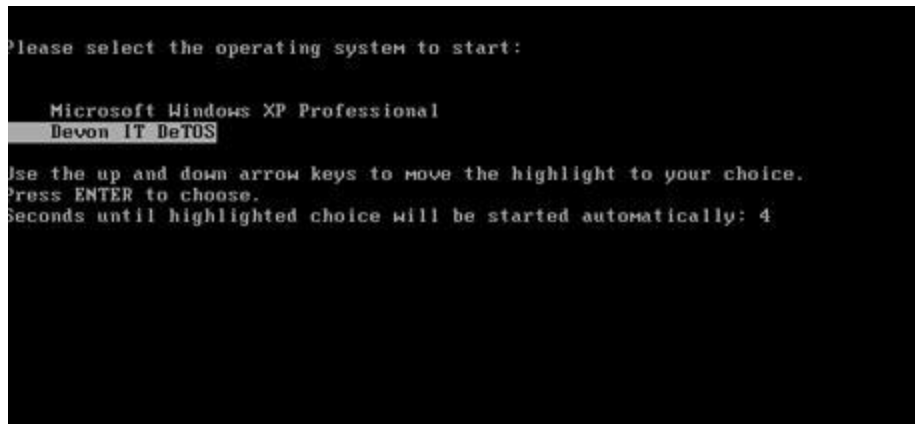 Please select the operating system to start:
Microsoft Windows XP Professional
Devon IT DeTOS
Use the up and down arrow keys to move the highlight to your choice.
Press ENTER to choose.
Seconds until highlighted choice will be started automatically: 4